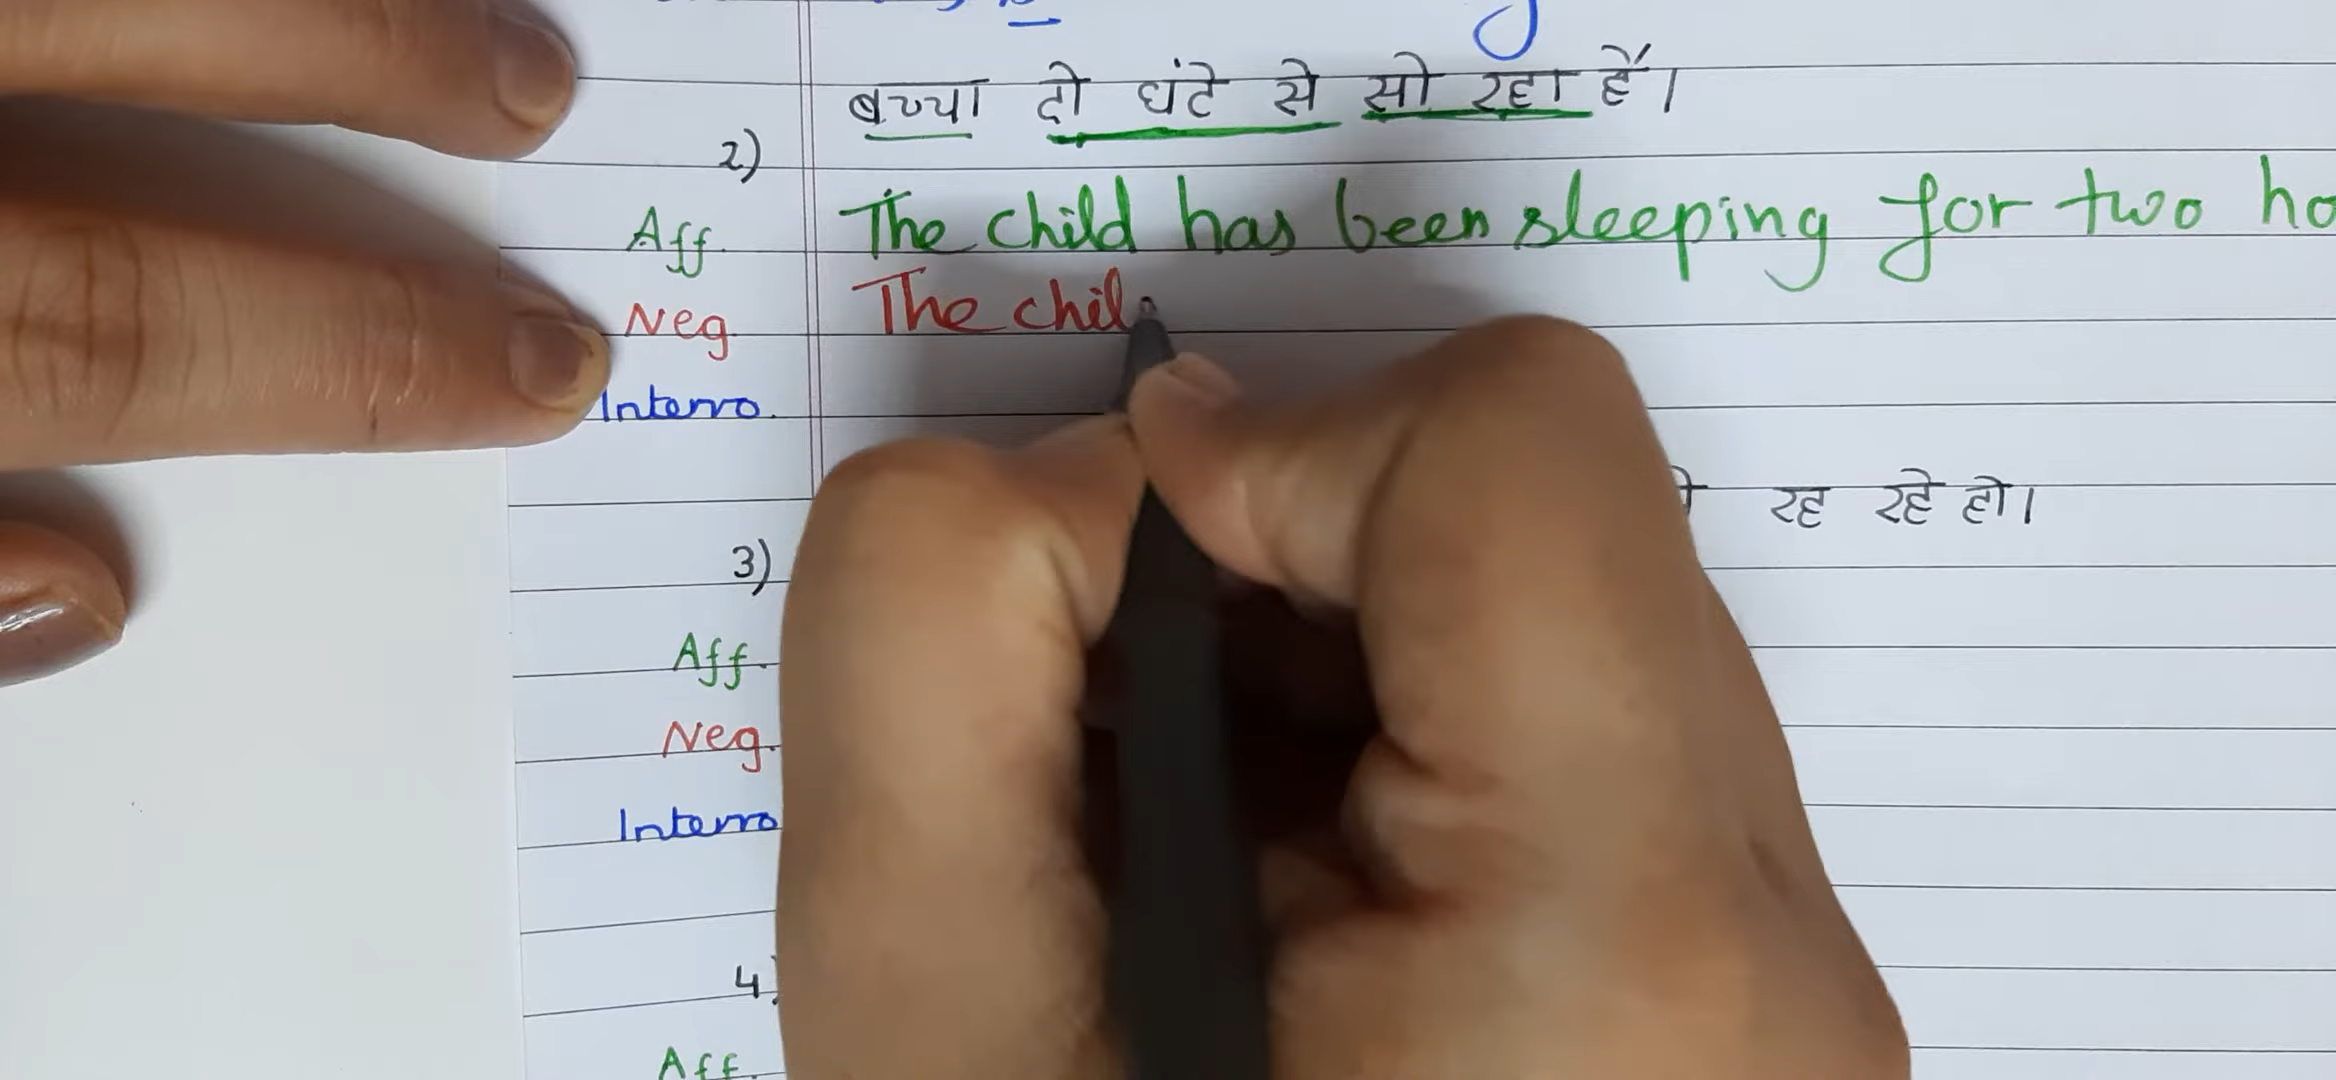 बच्चा दो घंटे से सो रहा हैं।
2)
Aff. The child has been sleeping for two ho
Neg. The chil
Interro.
रह रहे हो।
3)
Aff.
Neg.
Interro
4)
Aff.